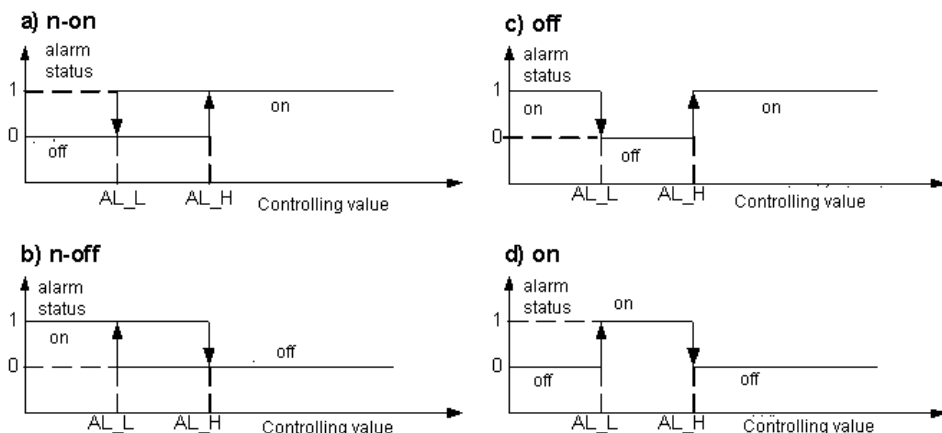 a) n-on
alarm
status
1
on
0
off
AL_L
AL_H
Controlling value
c) off
alarm
status
1
on
on
0
off
AL_L
AL_H
Controlling value
b) n-off
alarm
status
1
on
off
0
AL_L
AL_H
Controlling value
d) on
alarm
status
on
1
0
off
off
AL_L
AL_H
Controlling value